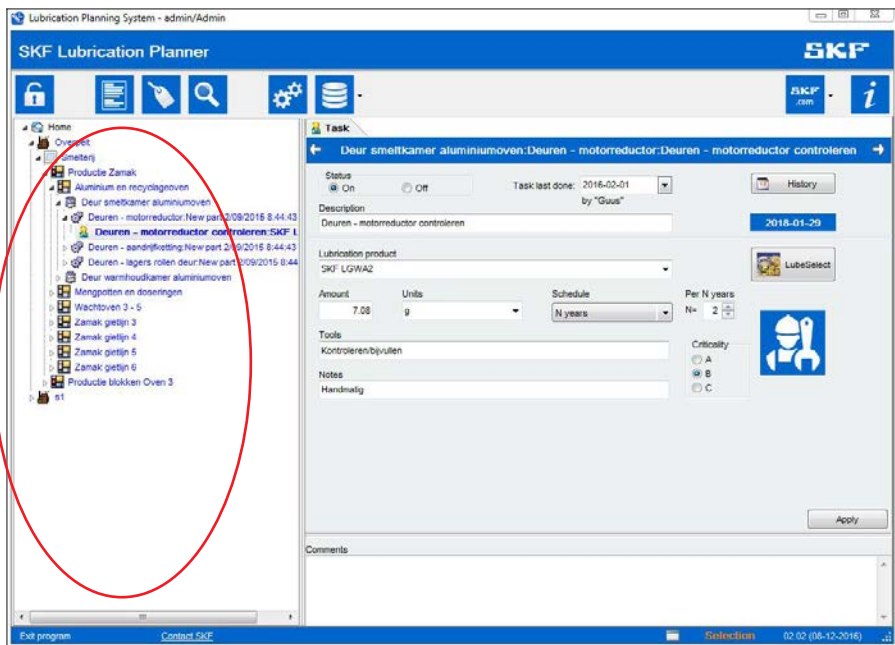 Lubrication Planning System - admin/Admin
SKF Lubrication Planner
SKF
SKF .com
i
Home
Overpelt
Smelterij
Productie Zamak
Aluminium en recyclageoven
Deur smeltkamer aluminiumoven
Deuren - motorreductor:New part 2/09/2015 8:44:43
Deuren - motorreductor controleren:SKF L
Deuren - aandrijfketting:New part 2/09/2015 8:44:43
Deuren - lagers rollen deur:New part 2/09/2015 8:44
Deur warmhoudkamer aluminiumoven
Mengpotten en doseringen
Wachtoven 3 - 5
Zamak gietlijn 3
Zamak gietlijn 4
Zamak gietlijn 5
Zamak gietlijn 6
Productie blokken Oven 3
s1
Task
Deur smeltkamer aluminiumoven:Deuren - motorreductor:Deuren - motorreductor controleren
Status
On Off
Task last done: 2016-02-01
by "Guus"
History
Description
Deuren - motorreductor controleren
2018-01-29
Lubrication product
SKF LGWA2
LubeSelect
Amount Units Schedule Per N years
7.08 g N years N= 2
Tools
Kontroleren/bijvullen
Criticality
A
B
C
Notes
Handmatig
Apply
Comments
Exit program Contact SKF Selection 02.02 (08-12-2016)